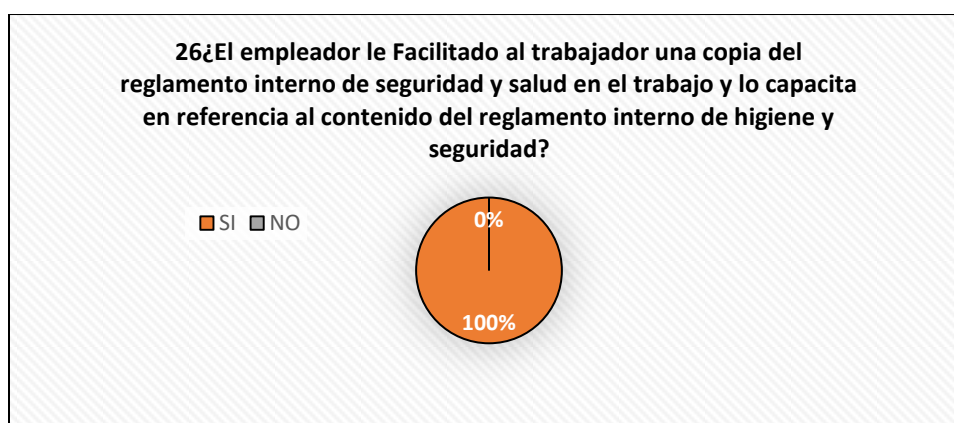 26¿El empleador le Facilitado al trabajador una copia del
reglamento interno de seguridad y salud en el trabajo y lo capacita
en referencia al contenido del reglamento interno de higiene y
seguridad?
SI NO
0%
100%